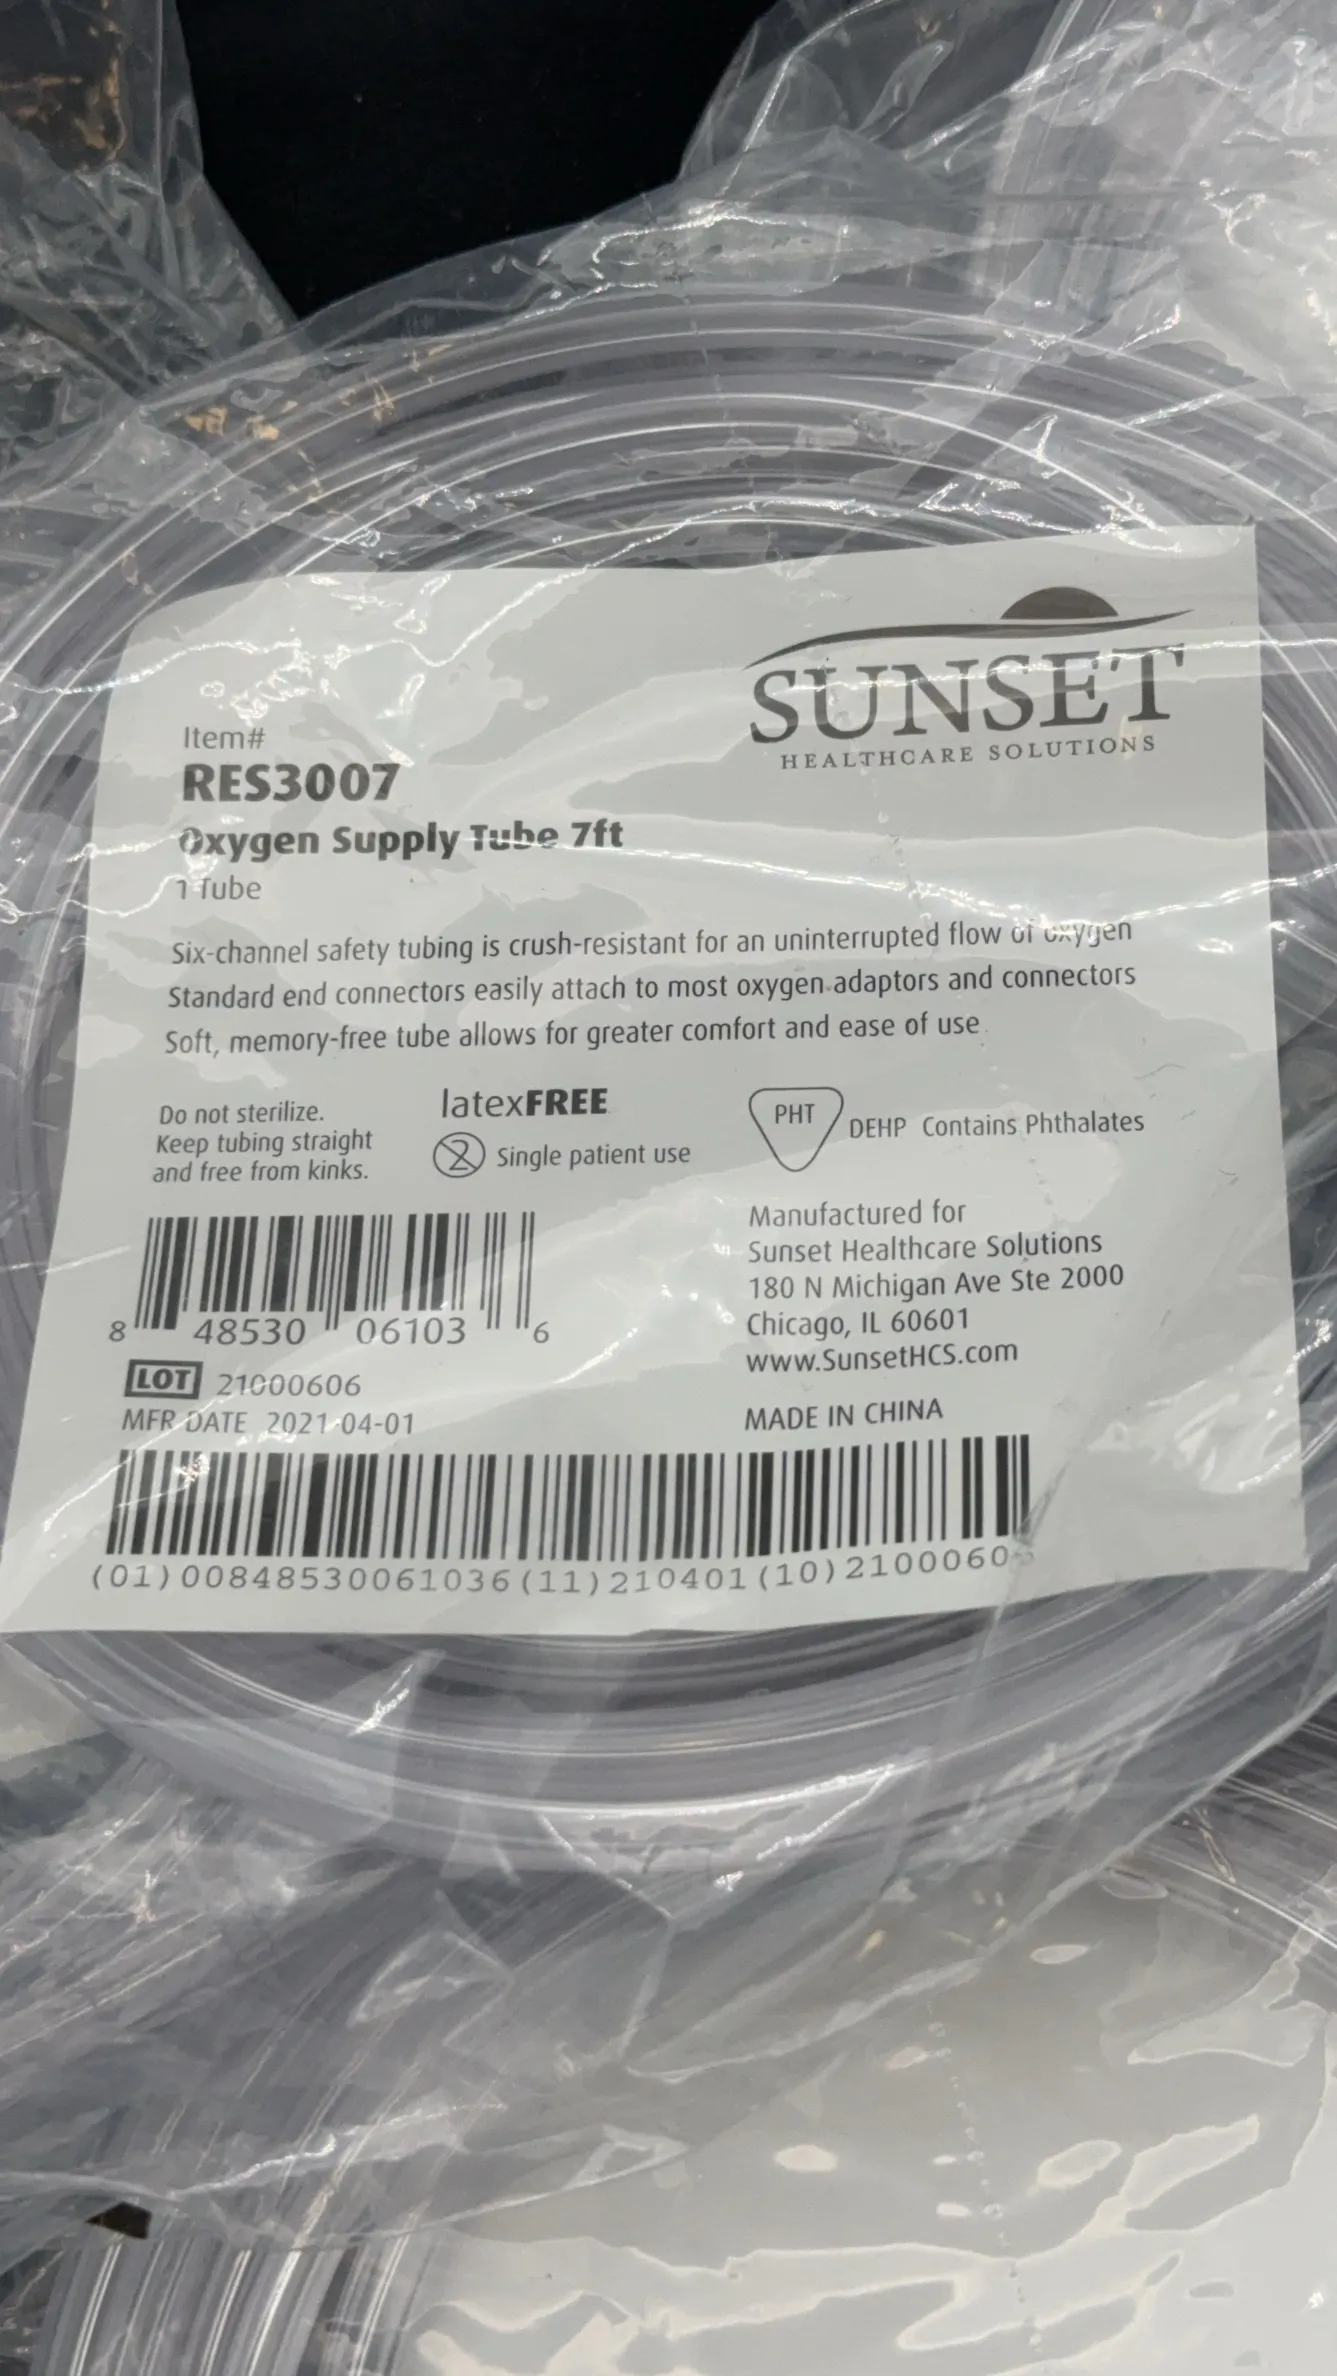 SUNSET
HEALTHCARE SOLUTIONS
Item#
RES3007
Oxygen Supply Tube 7ft
1 Tube
Six-channel safety tubing is crush-resistant for an uninterrupted flow of oxygen
Standard end connectors easily attach to most oxygen adaptors and connectors
Soft, memory-free tube allows for greater comfort and ease of use
Do not sterilize.
Keep tubing straight
and free from kinks.
latexFREE
2 Single patient use
PHT DEHP Contains Phthalates
8 48530 06103 6
LOT 21000606
MFR DATE 2021-04-01
Manufactured for
Sunset Healthcare Solutions
180 N Michigan Ave Ste 2000
Chicago, IL 60601
www.SunsetHCS.com
MADE IN CHINA
(01)00848530061036(11)210401(10)21000606